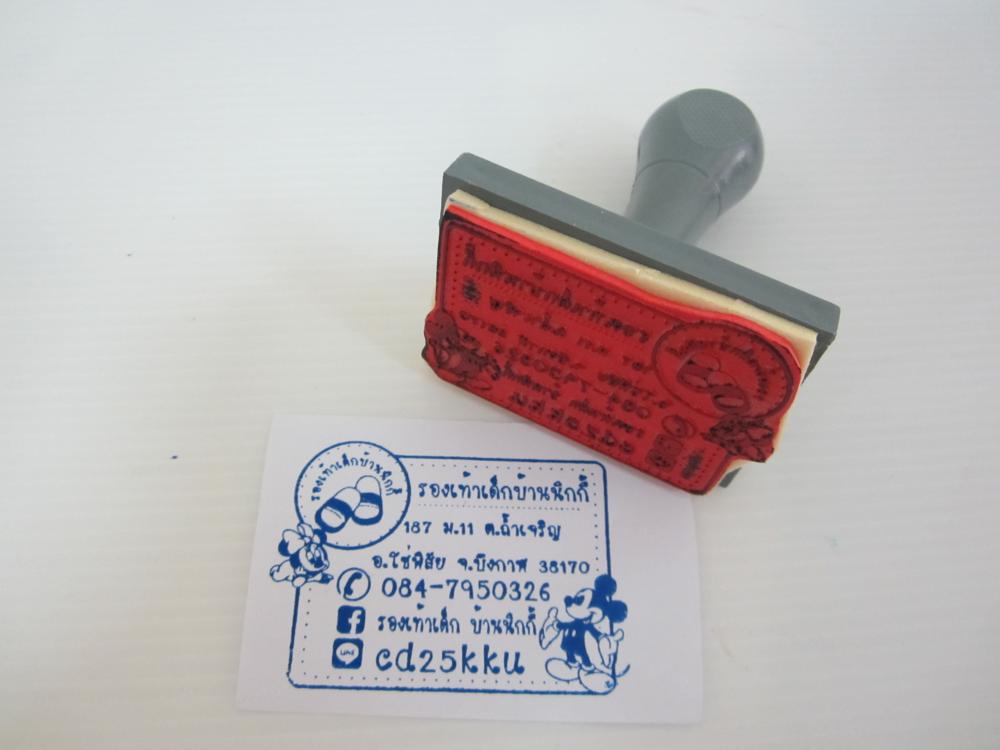 รองเท้าเด็กบ้านนิกกี้
รองเท้าเด็กบ้านนิกกี้
187 ม.11 ต.ถ้ำเจริญ
อ.โซ่พิสัย จ.บึงกาฬ 38170
084-7950326
รองเท้าเด็ก บ้านนิกกี้
LINE
cd25kku